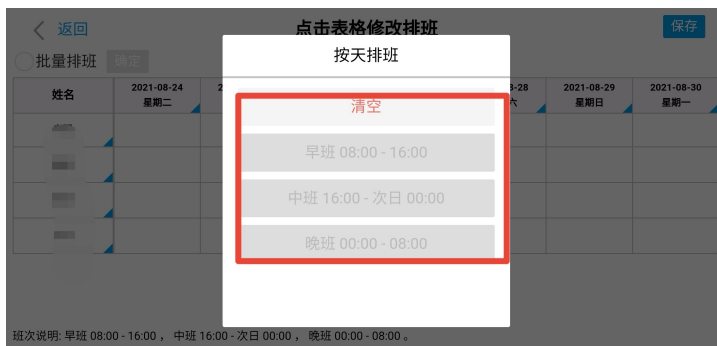 返回
点击表格修改排班
保存
批量排班
确定
按天排班
姓名
2021-08-24
星期二
2
清空
8-28
六
2021-08-29
星期日
2021-08-30
星期一
早班 08:00 - 16:00
中班 16:00 - 次日 00:00
晚班 00:00 - 08:00
班次说明: 早班 08:00 - 16:00 ， 中班 16:00 - 次日 00:00 ， 晚班 00:00 - 08:00 。